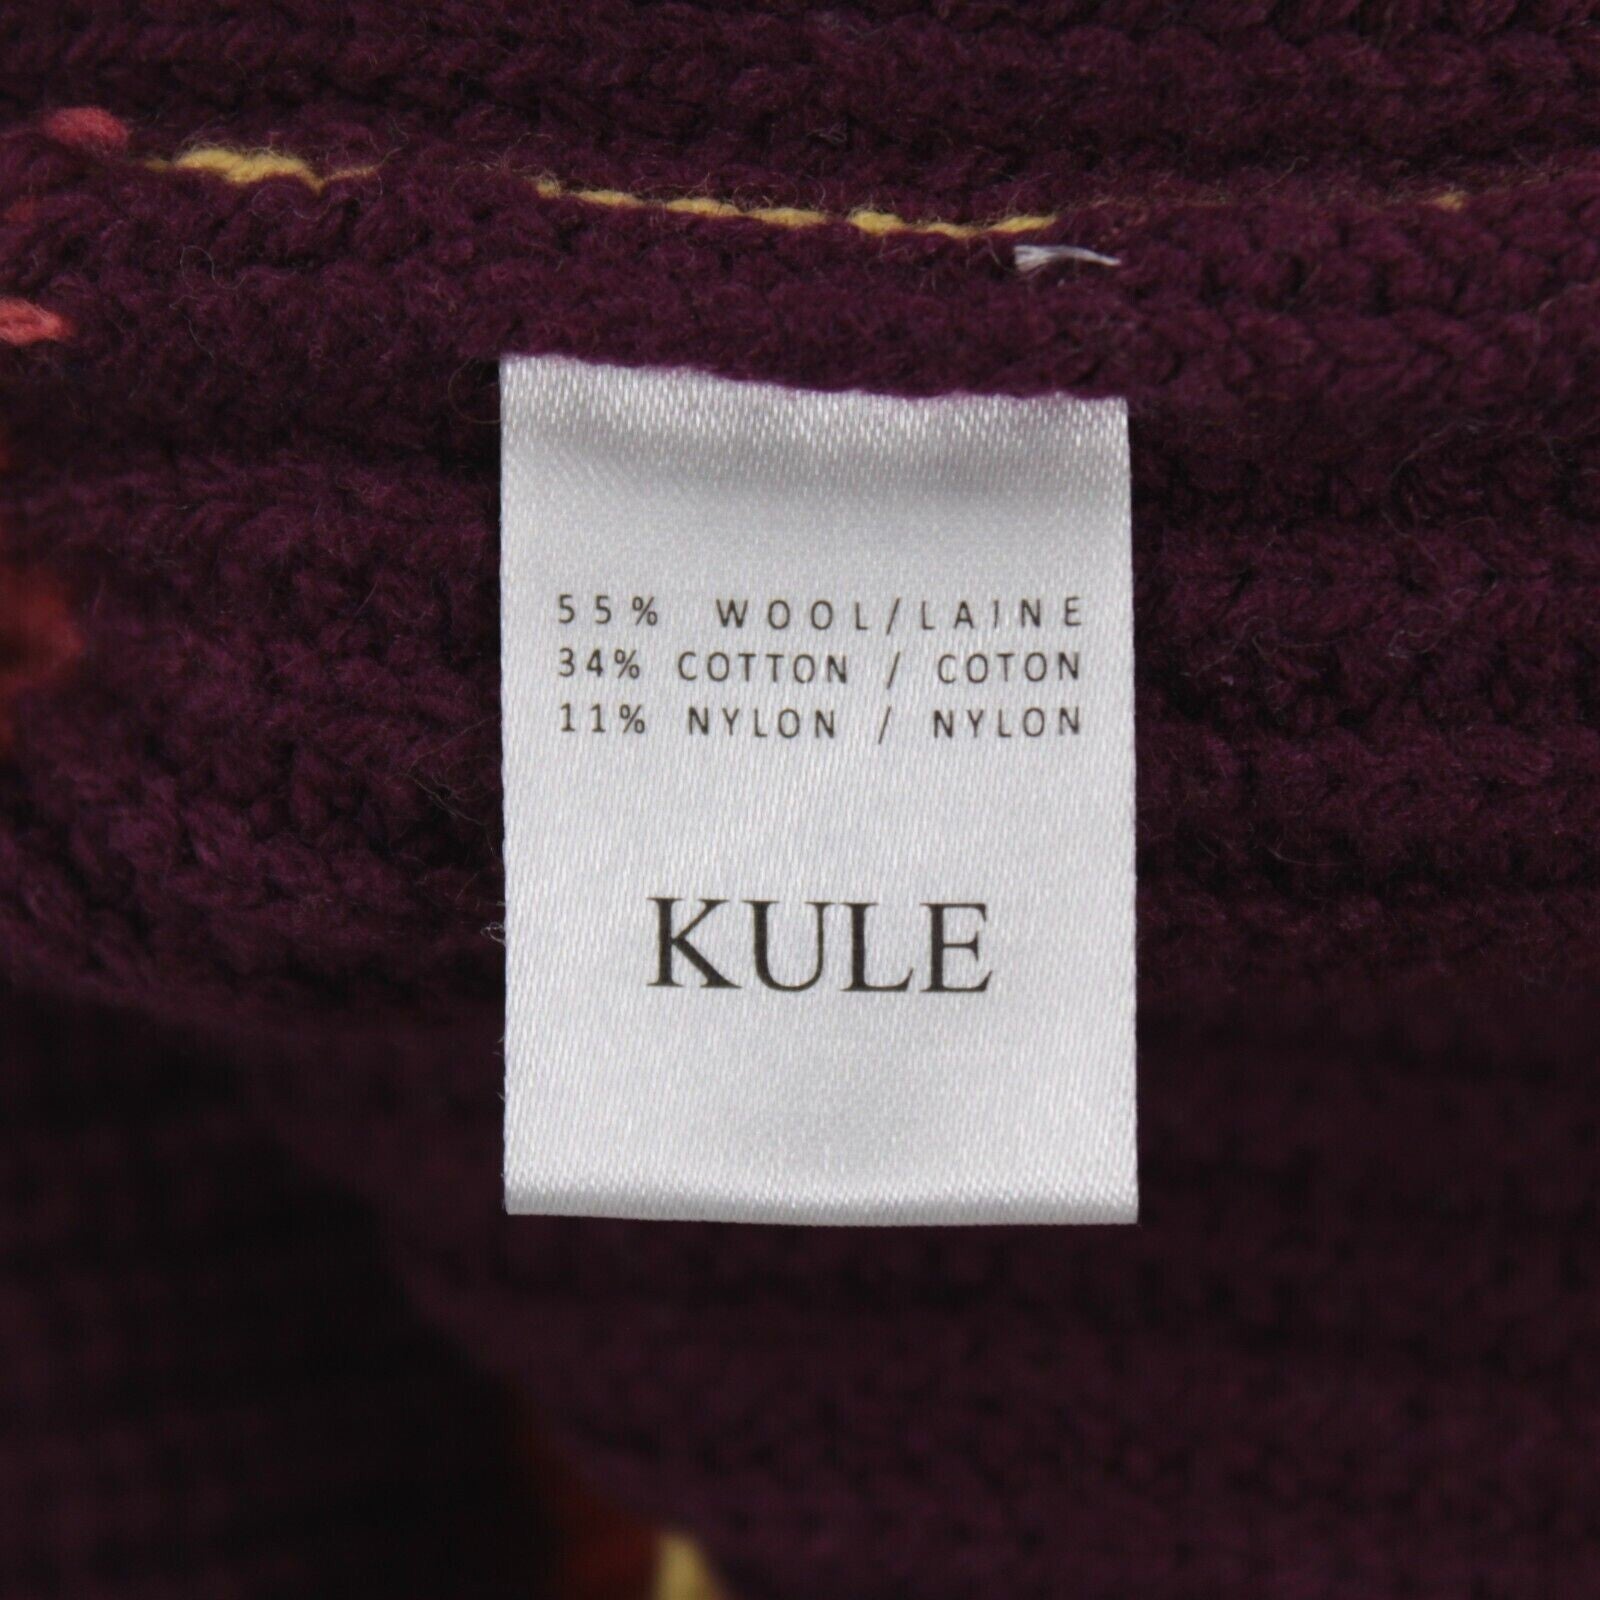 55% WOOL/LAINE
34% COTTON / COTON
11% NYLON / NYLON
KULE